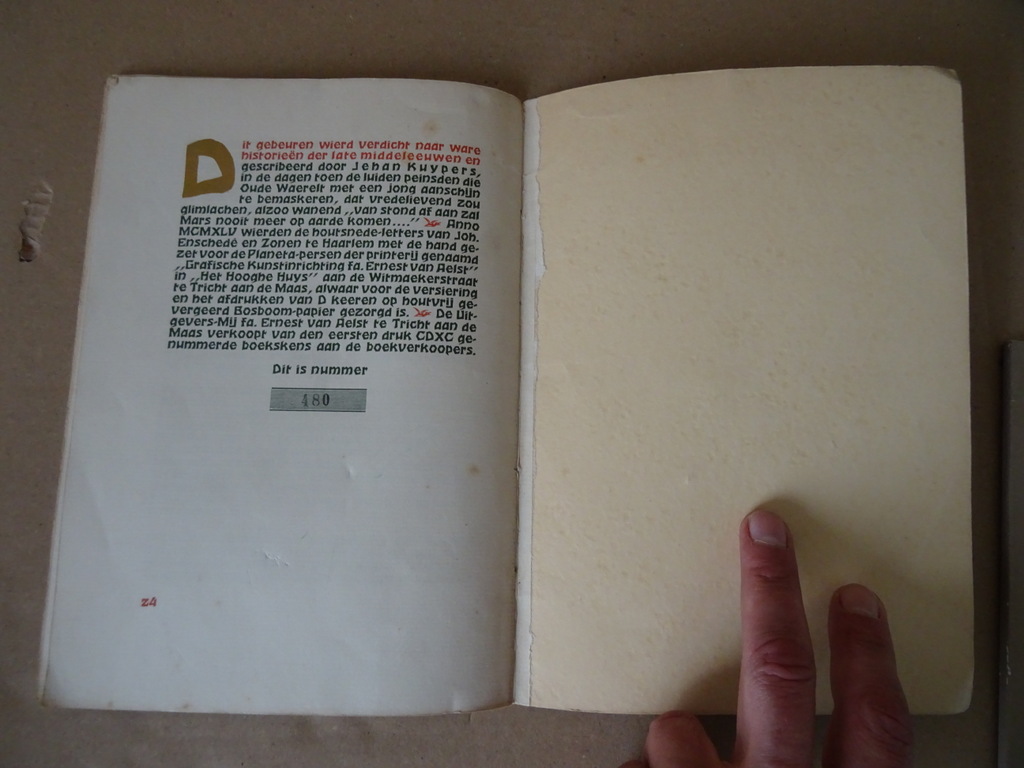 Dit gebeuren wierd verdicht naar ware
historieën der late middeleeuwen en
gescribeerd door Jehan Kuypers,
in de dagen toen de luiden peinsden die
Oude Waerelt met een jong aanschijn
te bemaskeren, dat vredelievend zou
glimlachen, alzoo wanend ,,van stond af aan zal
Mars nooit meer op aarde komen....” Anno
MCMXLV wierden de houtsnede-letters van Joh.
Enschedé en Zonen te Haarlem met de hand ge-
zet voor de Planeta-persen der printerij genaamd
,,Grafische Kunstinrichting fa. Ernest van Aelst”
in ,,Het Hooghe Huys” aan de Witmaekerstraat
te Tricht aan de Maas, alwaar voor de versiering
en het afdrukken van D keeren op houtvrij ge-
vergeerd Bosboom-papier gezorgd is. De Uit-
gevers-Mij fa. Ernest van Aelst te Tricht aan de
Maas verkoopt van den eersten druk CDXC ge-
nummerde boekskens aan de boekverkoopers.
Dit is nummer
480
24